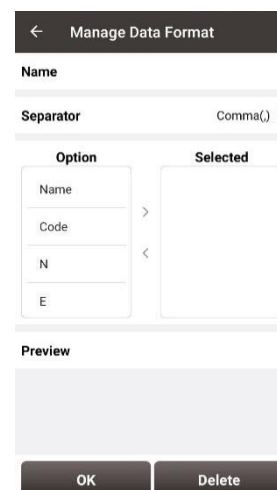 ← Manage Data Format
Name
Separator Comma(,)
Option Selected
Name
Code
>
<
N
E
Preview
OK Delete